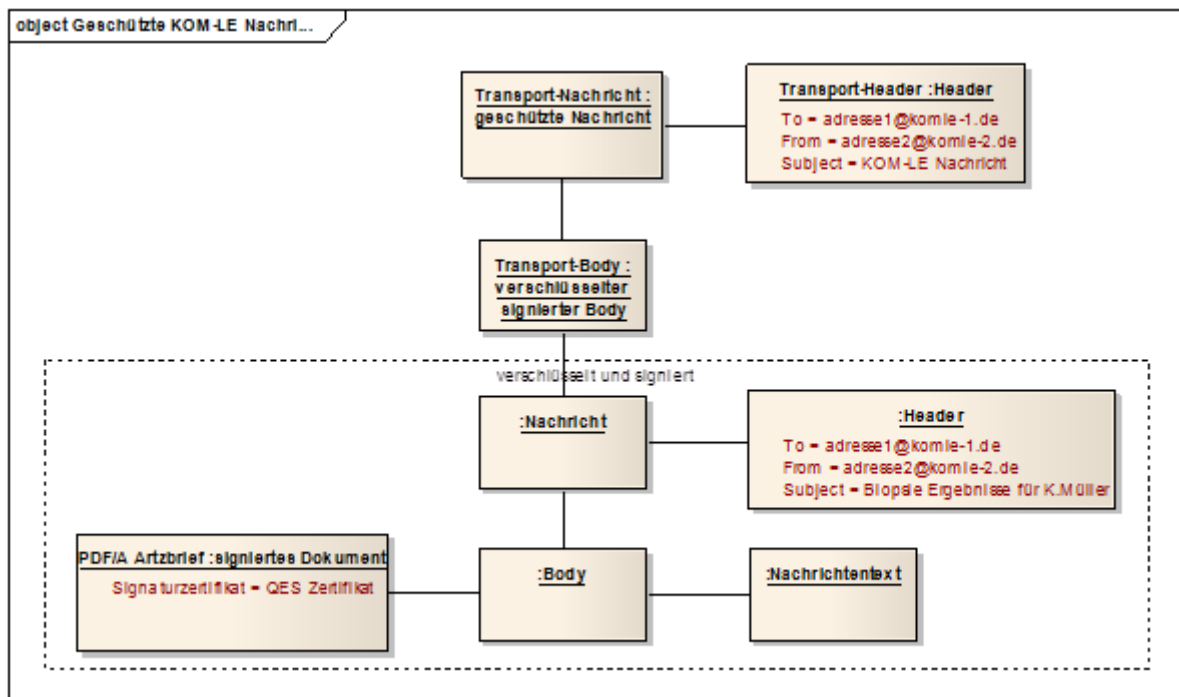 object Geschützte KOM-LE Nachri...
Transport-Nachricht :
geschützte Nachricht
Transport-Header :Header
To = adresse1@komle-1.de
From = adresse2@komle-2.de
Subject = KOM-LE Nachricht
Transport-Body :
verschlüsselter
signierter Body
verschlüsselt und signiert
:Nachricht
:Header
To = adresse1@komle-1.de
From = adresse2@komle-2.de
Subject = Biopsie Ergebnisse für K.Müller
PDF/A Artzbrief :signiertes Dokument
Signaturzertifikat = QES Zertifikat
:Body
:Nachrichtentext